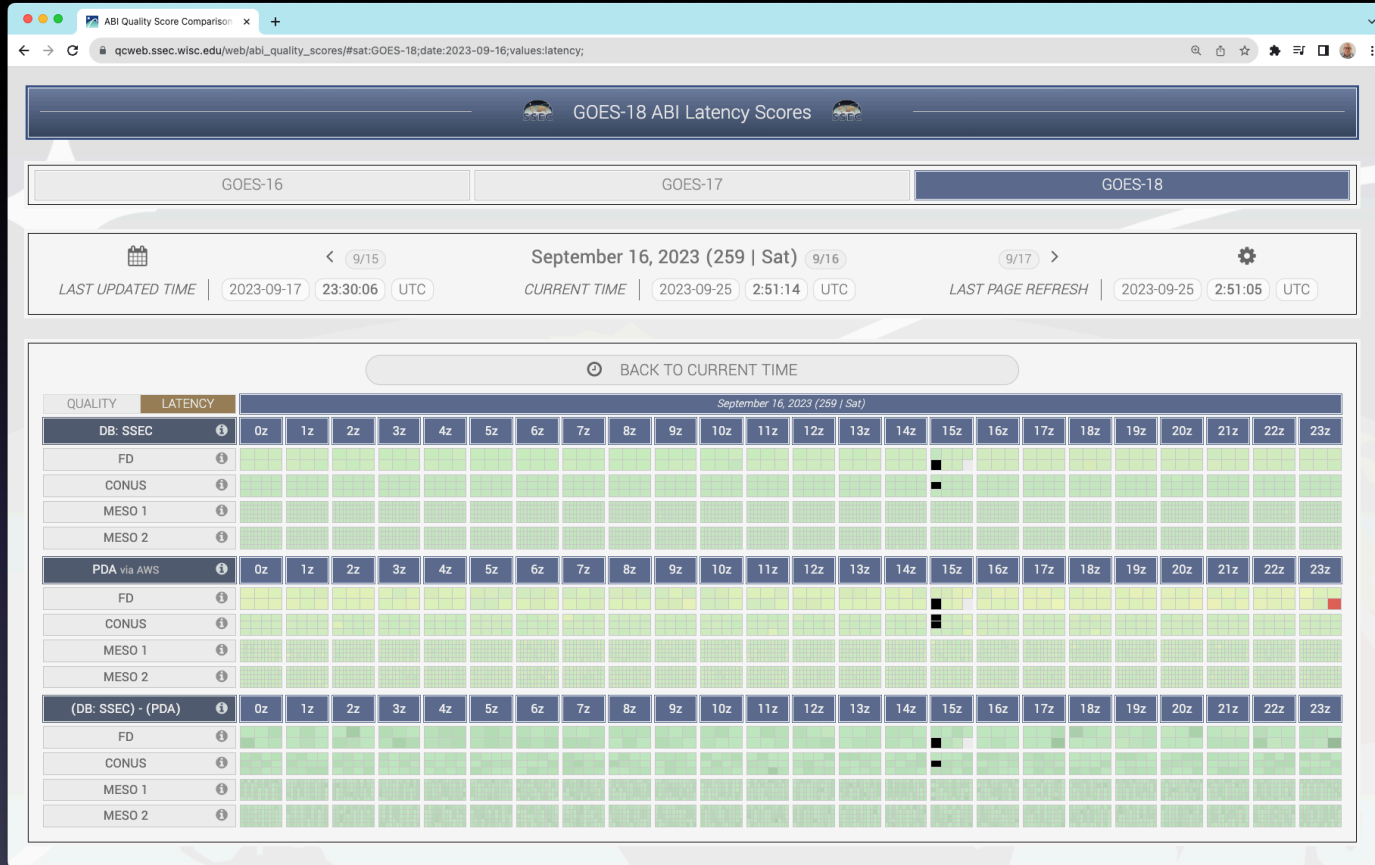 ABI Quality Score Comparison
qcweb.ssec.wisc.edu/web/abi_quality_scores/#sat:GOES-18;date:2023-09-16;values:latency;
SSEC GOES-18 ABI Latency Scores SSEC
GOES-16 GOES-17 GOES-18
9/15 September 16, 2023 (259 | Sat) 9/16 9/17
LAST UPDATED TIME 2023-09-17 23:30:06 UTC CURRENT TIME 2023-09-25 2:51:14 UTC LAST PAGE REFRESH 2023-09-25 2:51:05 UTC
BACK TO CURRENT TIME
QUALITY LATENCY September 16, 2023 (259 | Sat)
DB: SSEC 0z 1z 2z 3z 4z 5z 6z 7z 8z 9z 10z 11z 12z 13z 14z 15z 16z 17z 18z 19z 20z 21z 22z 23z
FD
CONUS
MESO 1
MESO 2
PDA via AWS 0z 1z 2z 3z 4z 5z 6z 7z 8z 9z 10z 11z 12z 13z 14z 15z 16z 17z 18z 19z 20z 21z 22z 23z
FD
CONUS
MESO 1
MESO 2
(DB: SSEC) - (PDA) 0z 1z 2z 3z 4z 5z 6z 7z 8z 9z 10z 11z 12z 13z 14z 15z 16z 17z 18z 19z 20z 21z 22z 23z
FD
CONUS
MESO 1
MESO 2